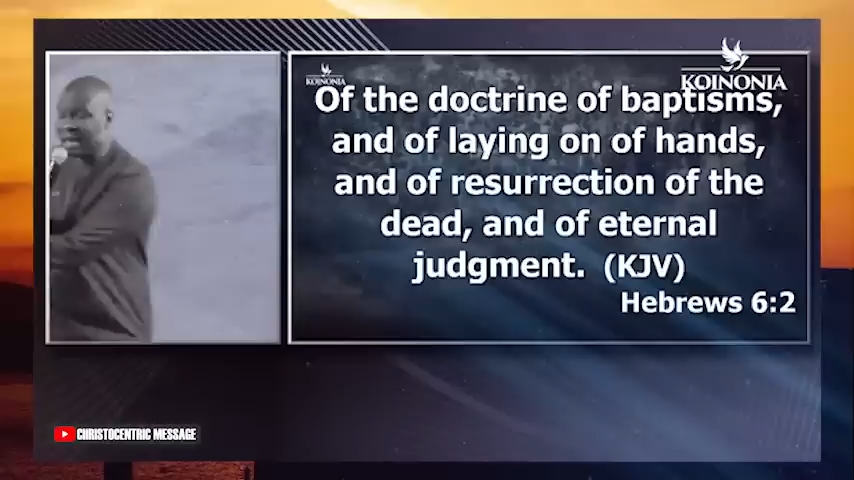 KOINONIA
KOINONIA
Of the doctrine of baptisms,
and of laying on of hands,
and of resurrection of the
dead, and of eternal
judgment. (KJV)
Hebrews 6:2
CHRISTOCENTRIC MESSAGE